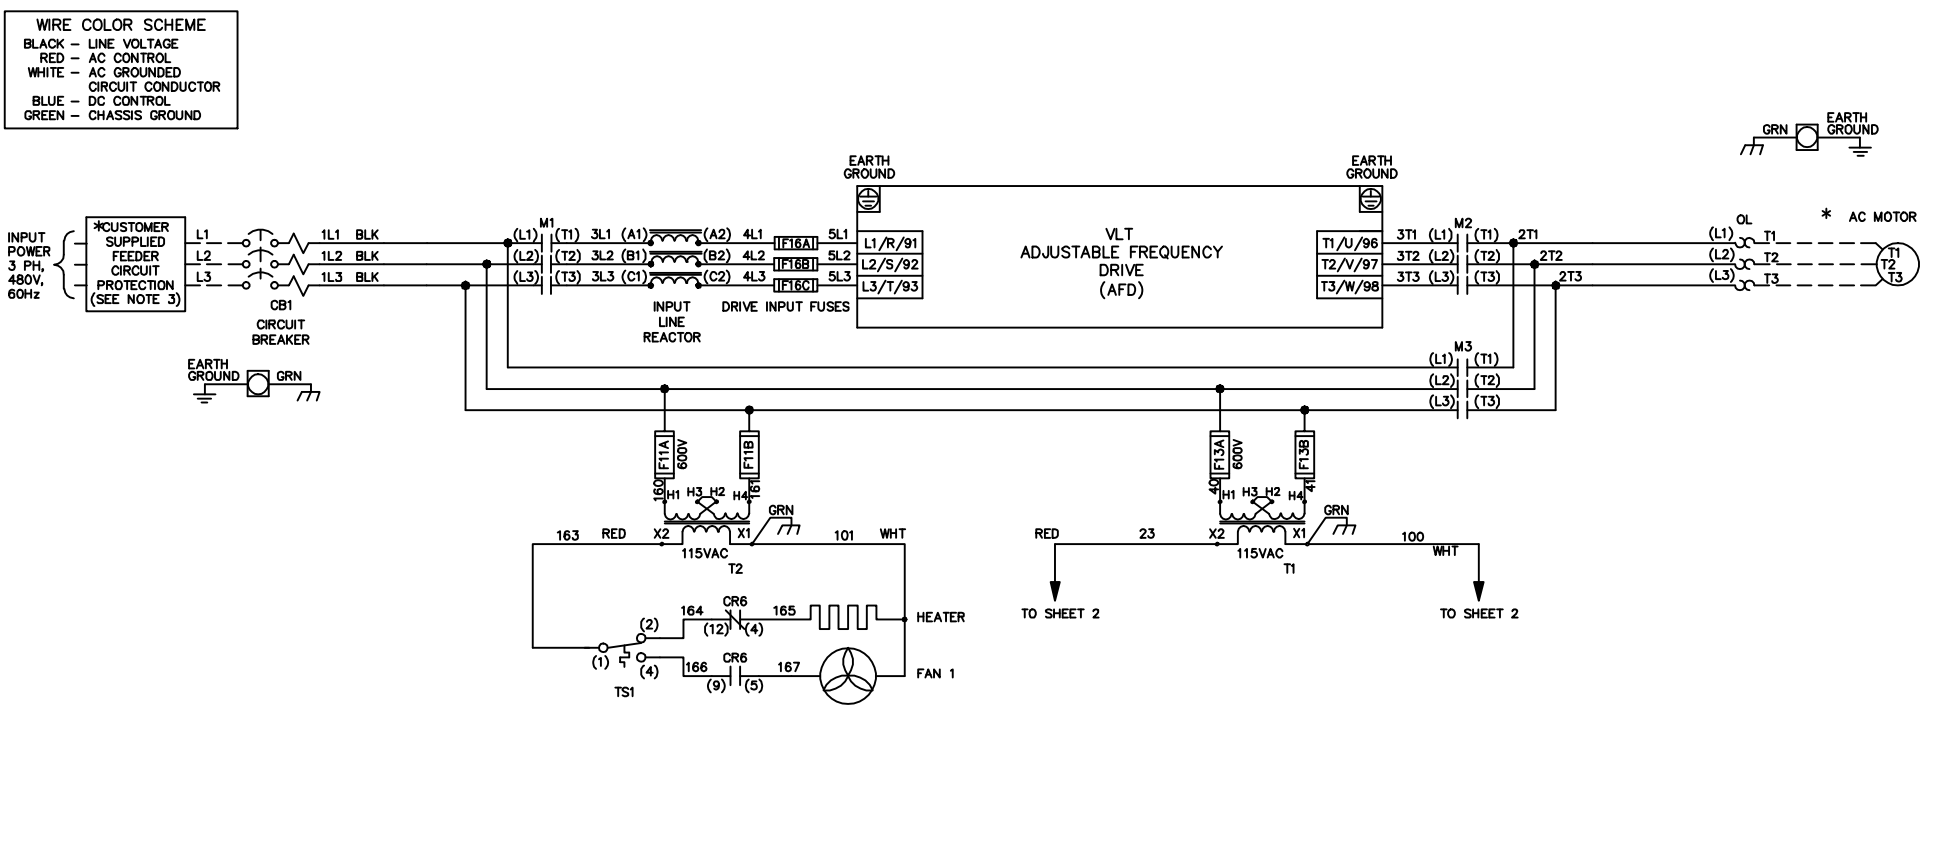 WIRE COLOR SCHEME
BLACK – LINE VOLTAGE
RED – AC CONTROL
WHITE – AC GROUNDED
CIRCUIT CONDUCTOR
BLUE – DC CONTROL
GREEN – CHASSIS GROUND
EARTH
GROUND
GRN
* AC MOTOR
EARTH
GROUND
EARTH
GROUND
INPUT
POWER
3 PH,
480V,
60Hz
*CUSTOMER
SUPPLIED
FEEDER
CIRCUIT
PROTECTION
(SEE NOTE 3)
L1
L2
L3
CB1
CIRCUIT
BREAKER
1L1 BLK
1L2 BLK
1L3 BLK
M1
(L1) (T1) 3L1 (A1) (A2) 4L1 F16A 5L1 L1/R/91
(L2) (T2) 3L2 (B1) (B2) 4L2 F16B 5L2 L2/S/92
(L3) (T3) 3L3 (C1) (C2) 4L3 F16C 5L3 L3/T/93
INPUT
LINE
REACTOR
DRIVE INPUT FUSES
VLT
ADJUSTABLE FREQUENCY
DRIVE
(AFD)
M2
OL
T1/U/96 3T1 (L1) (T1) 2T1 (L1) T1 T1
T2/V/97 3T2 (L2) (T2) 2T2 (L2) T2 T2
T3/W/98 3T3 (L3) (T3) 2T3 (L3) T3 T3
M3
(L1) (T1)
(L2) (T2)
(L3) (T3)
EARTH
GROUND
GRN
F11A
600V
F11B
160
161
H1 H3 H2 H4
GRN
163 RED X2 X1 101 WHT
115VAC
T2
F13A
600V
F13B
40
41
H1 H3 H2 H4
GRN
RED 23 X2 X1 100
WHT
115VAC
T1
TO SHEET 2
TO SHEET 2
CR6
164 165
(12) (4)
HEATER
(2)
(1)
(4)
TS1
CR6
166 167
(9) (5)
FAN 1